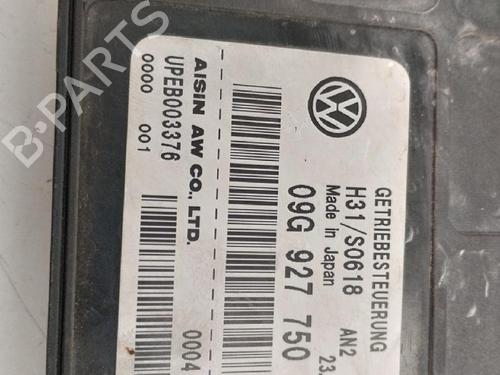 B-PARTS
GETRIEBESTEUERUNG
H31/S0618 AN2
Made in Japan 23.
09G 927 750
0004
AISIN AW CO., LTD.
UPEB003376
0000 001